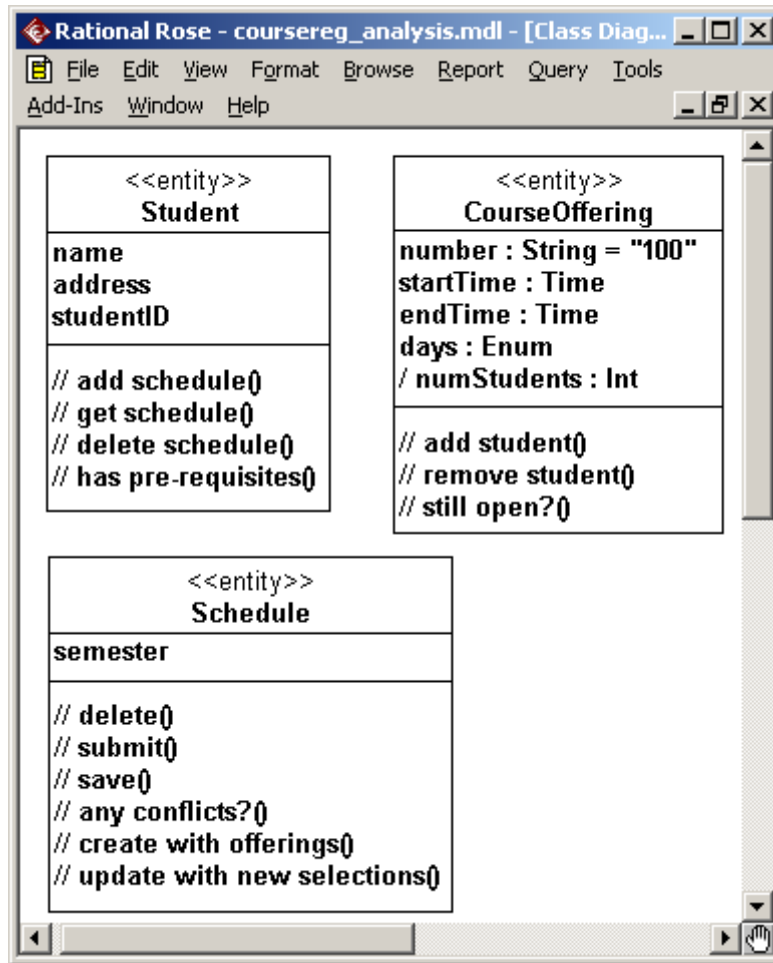 Rational Rose - coursereg_analysis.mdl - [Class Diag...
File Edit View Format Browse Report Query Tools
Add-Ins Window Help
<<entity>>
Student
name
address
studentID
// add schedule()
// get schedule()
// delete schedule()
// has pre-requisites()
<<entity>>
CourseOffering
number : String = "100"
startTime : Time
endTime : Time
days : Enum
/ numStudents : Int
// add student()
// remove student()
// still open?()
<<entity>>
Schedule
semester
// delete()
// submit()
// save()
// any conflicts?()
// create with offerings()
// update with new selections()